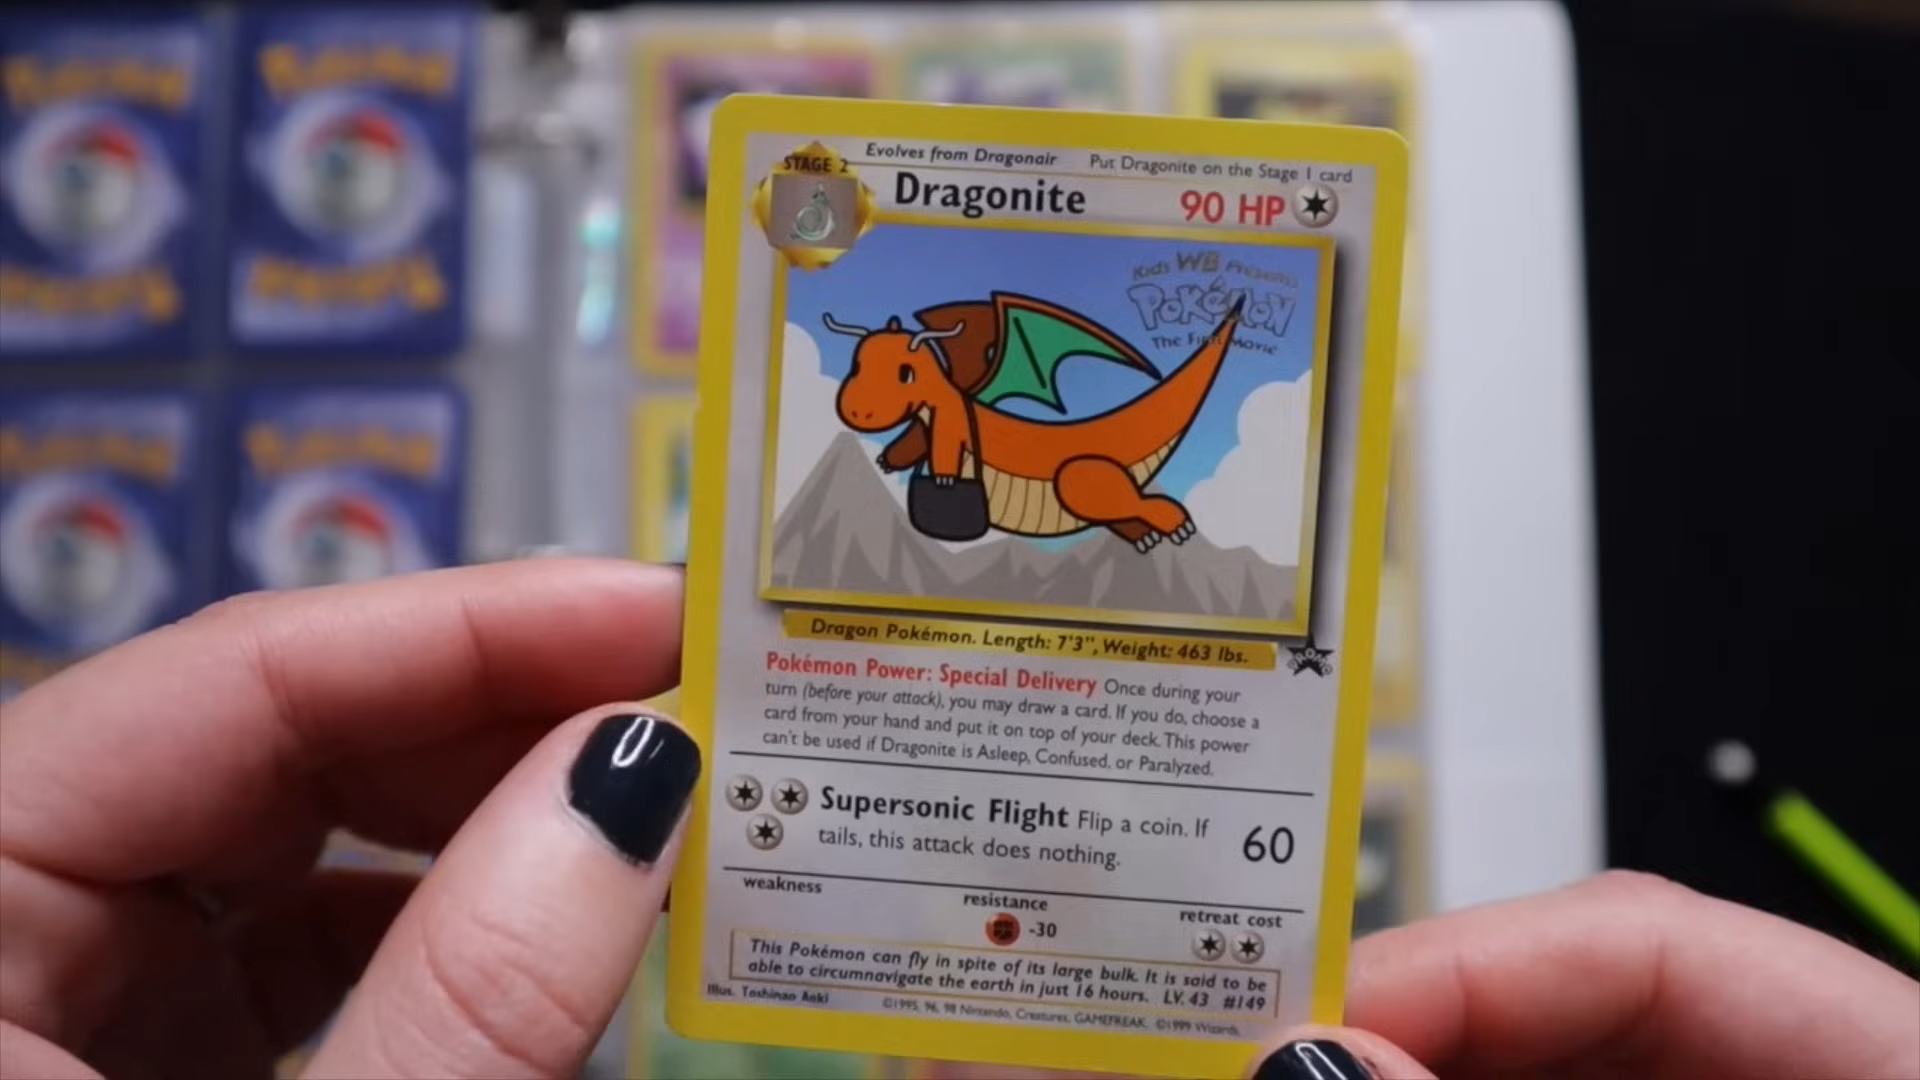 STAGE 2
Evolves from Dragonair Put Dragonite on the Stage 1 card
Dragonite 90 HP
Kids WB Presents
Pokémon
The First Movie
Dragon Pokémon. Length: 7'3", Weight: 463 lbs.
PROMO
Pokémon Power: Special Delivery Once during your
turn (before your attack), you may draw a card. If you do, choose a
card from your hand and put it on top of your deck. This power
can't be used if Dragonite is Asleep, Confused, or Paralyzed.
Supersonic Flight Flip a coin. If
tails, this attack does nothing. 60
weakness resistance retreat cost
-30
This Pokémon can fly in spite of its large bulk. It is said to be
able to circumnavigate the earth in just 16 hours. LV. 43 #149
Illus. Toshinao Aoki ©1995, 96, 98 Nintendo, Creatures, GAMEFREAK. ©1999 Wizards.